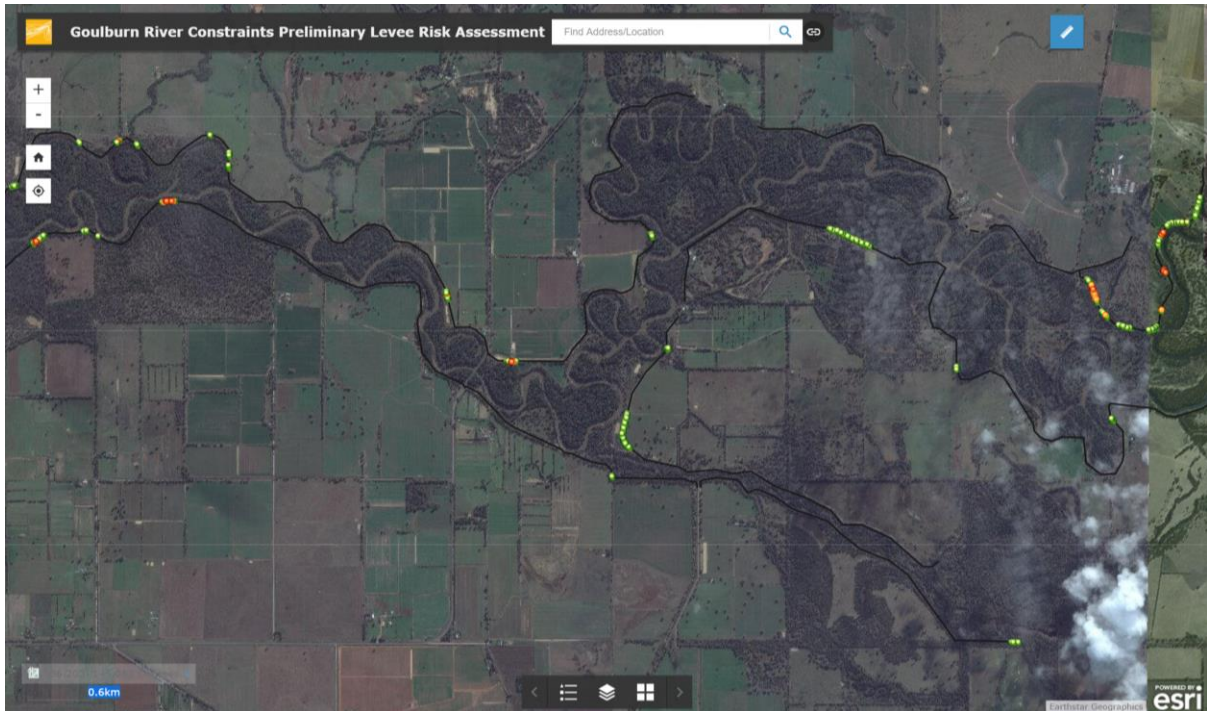 Goulburn River Constraints Preliminary Levee Risk Assessment
Find Address/Location
+
-
0.6km
Earthstar Geographics
POWERED BY
esri